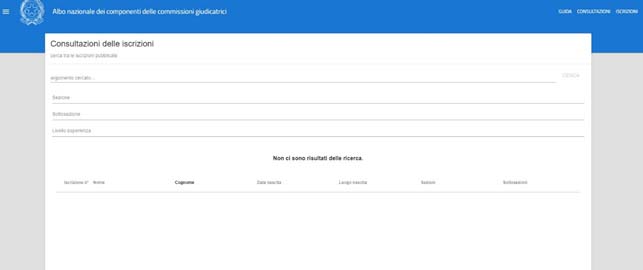 Albo nazionale dei componenti delle commissioni giudicatrici
GUIDA CONSULTAZIONI ISCRIZIONI
Consultazioni delle iscrizioni
cerca tra le iscrizioni pubblicate
argomento cercato...
CERCA
Sezione
Sottosezione
Livello esperienza
Non ci sono risultati delle ricerca.
Iscrizione n° Nome Cognome Data nascita Luogo nascita Sezioni Sottosezioni